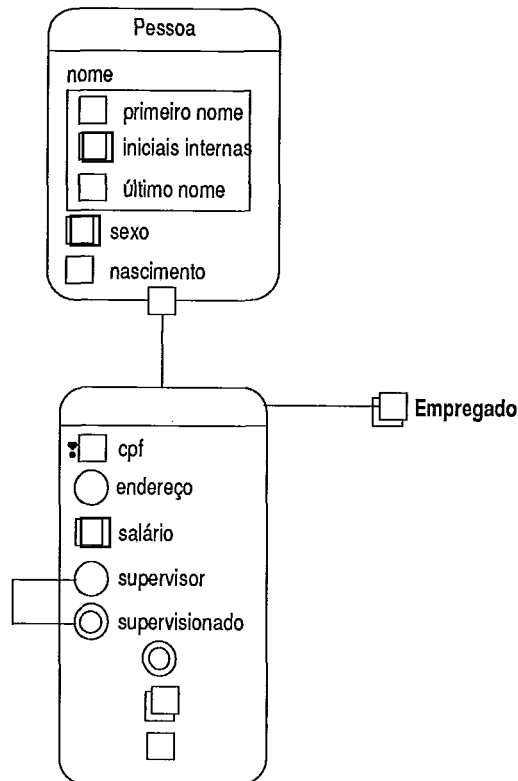 Pessoa
nome
primeiro nome
iniciais internas
último nome
sexo
nascimento
Empregado
cpf
endereço
salário
supervisor
supervisionado